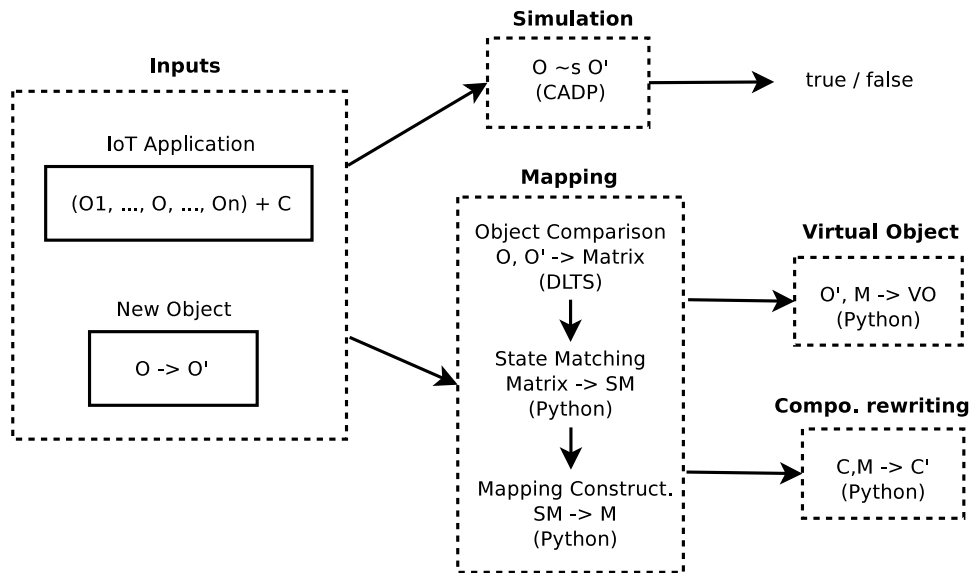 Inputs
IoT Application
(O1, ..., O, ..., On) + C
New Object
O -> O'
Simulation
O ~s O'
(CADP)
true / false
Mapping
Object Comparison
O, O' -> Matrix
(DLTS)
State Matching
Matrix -> SM
(Python)
Mapping Construct.
SM -> M
(Python)
Virtual Object
O', M -> VO
(Python)
Compo. rewriting
C,M -> C'
(Python)